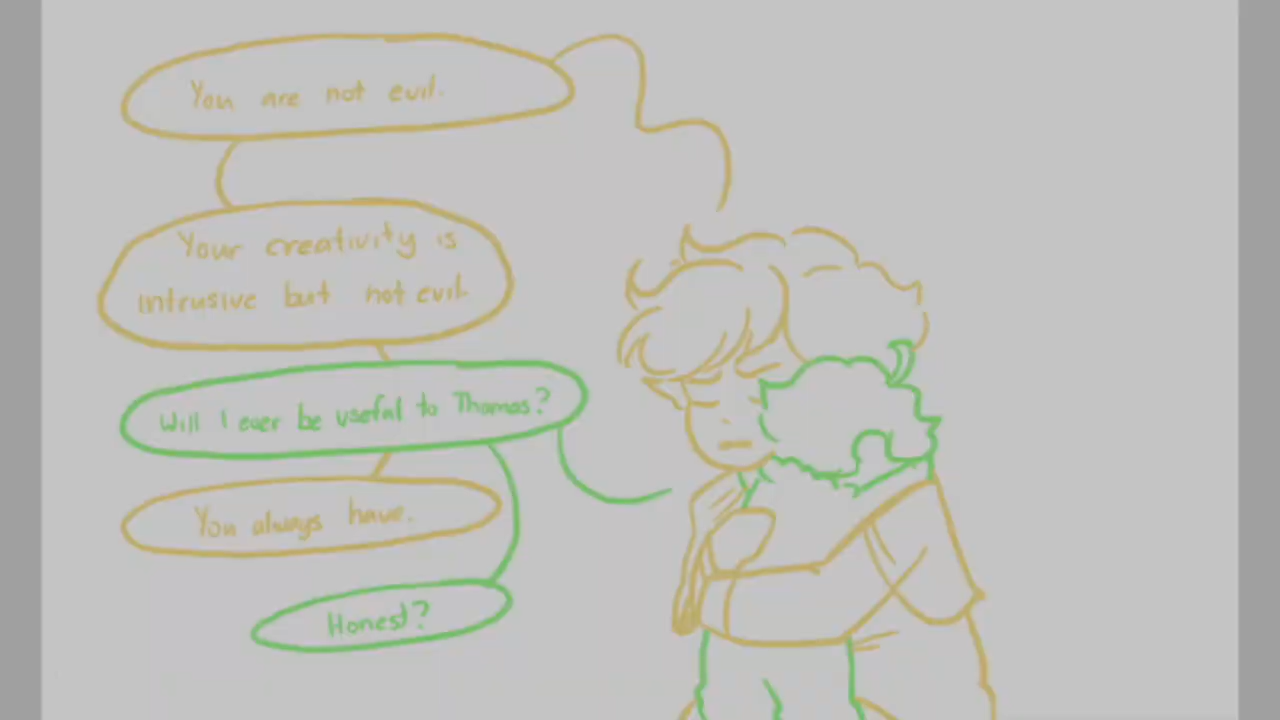 You are not evil.
Your creativity is
intrusive but not evil.
Will I ever be useful to Thomas?
You always have.
Honest?